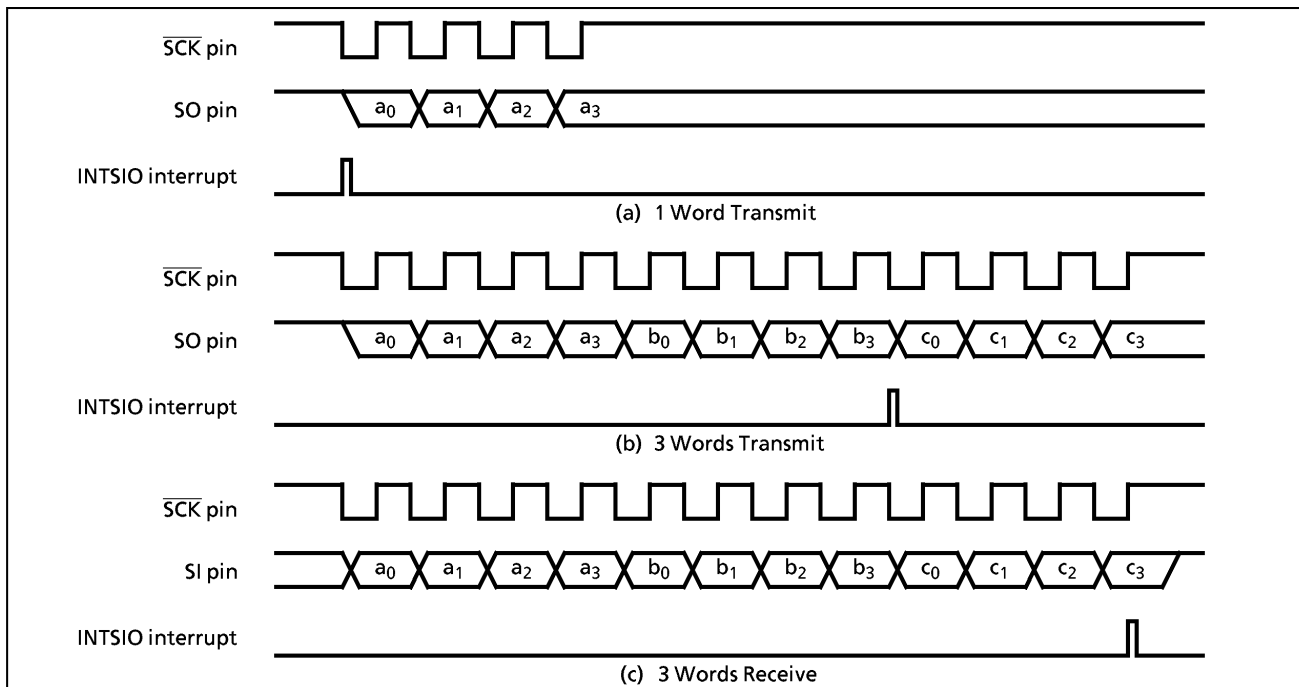 SCK pin
SO pin a0 a1 a2 a3
INTSIO interrupt
(a) 1 Word Transmit
SCK pin
SO pin a0 a1 a2 a3 b0 b1 b2 b3 c0 c1 c2 c3
INTSIO interrupt
(b) 3 Words Transmit
SCK pin
SI pin a0 a1 a2 a3 b0 b1 b2 b3 c0 c1 c2 c3
INTSIO interrupt
(c) 3 Words Receive